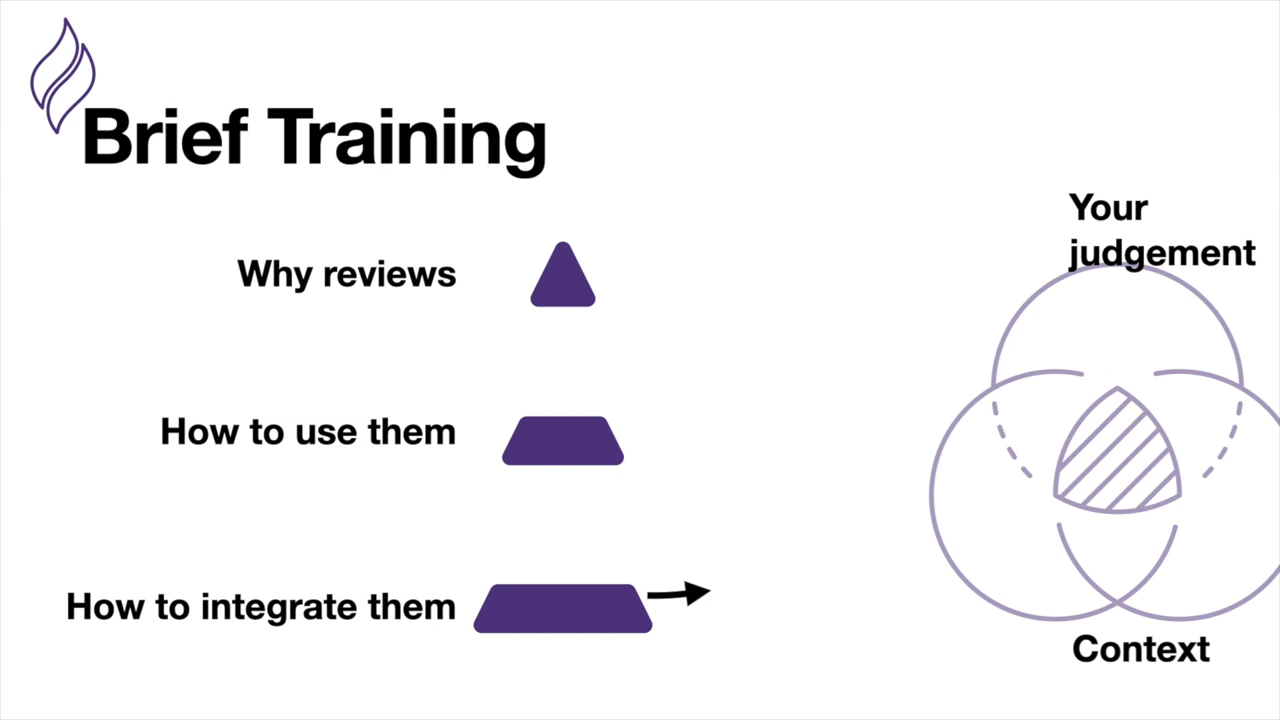 Brief Training
Why reviews
How to use them
How to integrate them
Your
judgement
Context